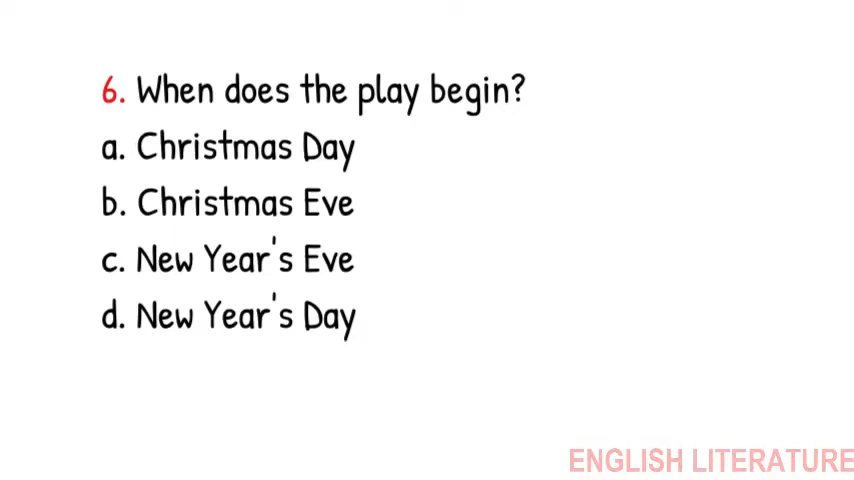 6. When does the play begin?
a. Christmas Day
b. Christmas Eve
c. New Year's Eve
d. New Year's Day
ENGLISH LITERATURE